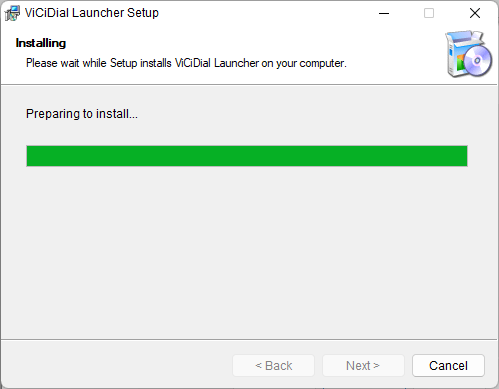 ViCiDial Launcher Setup
Installing
Please wait while Setup installs ViCiDial Launcher on your computer.
Preparing to install...
< Back
Next >
Cancel